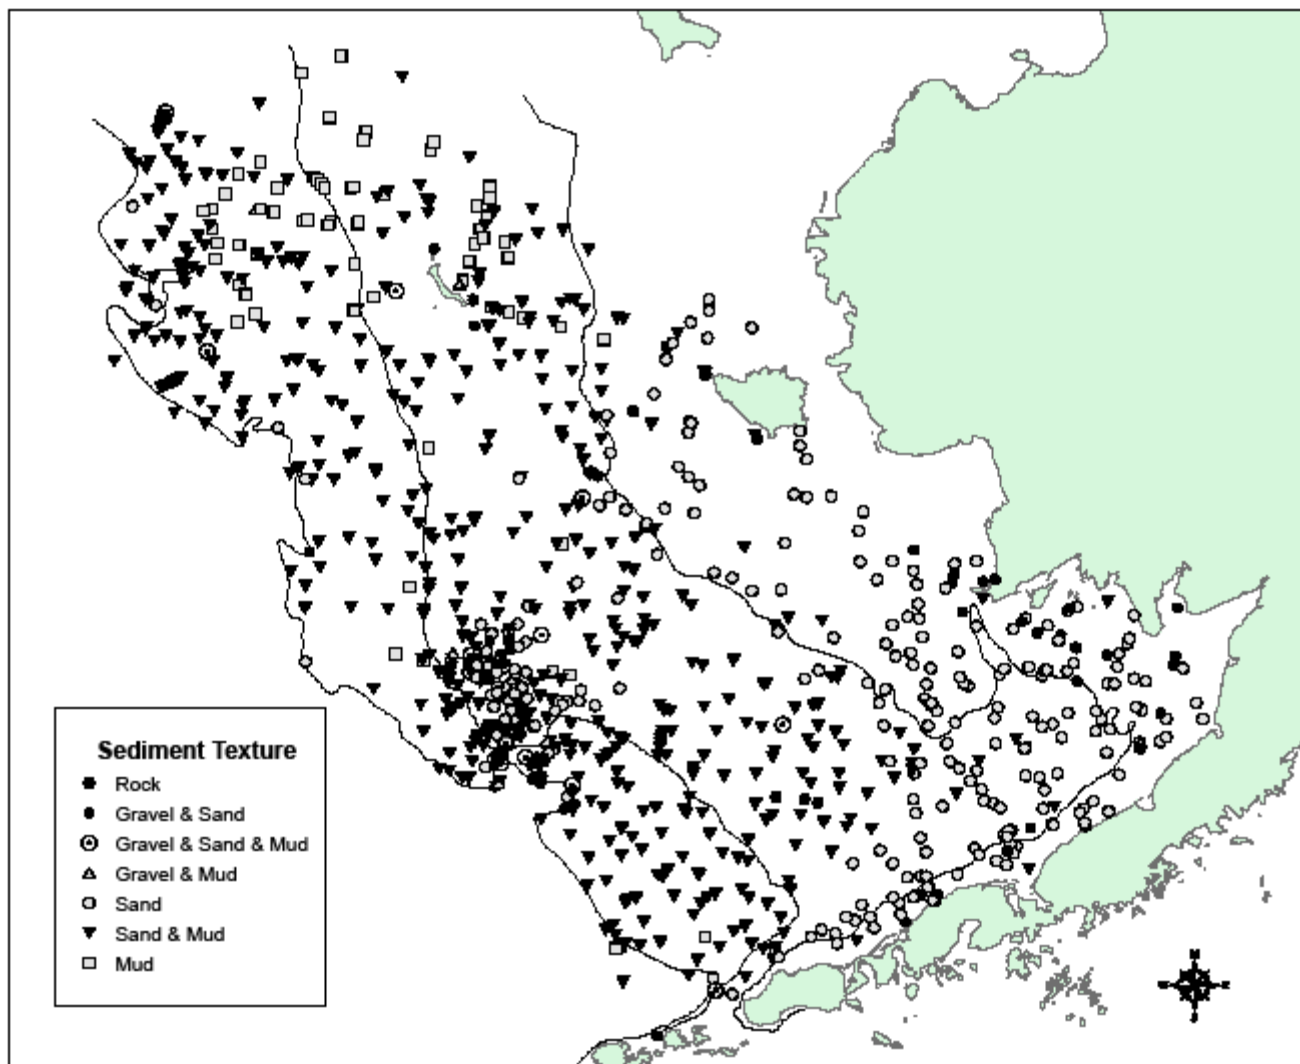 Sediment Texture
Rock
Gravel & Sand
Gravel & Sand & Mud
Gravel & Mud
Sand
Sand & Mud
Mud
N